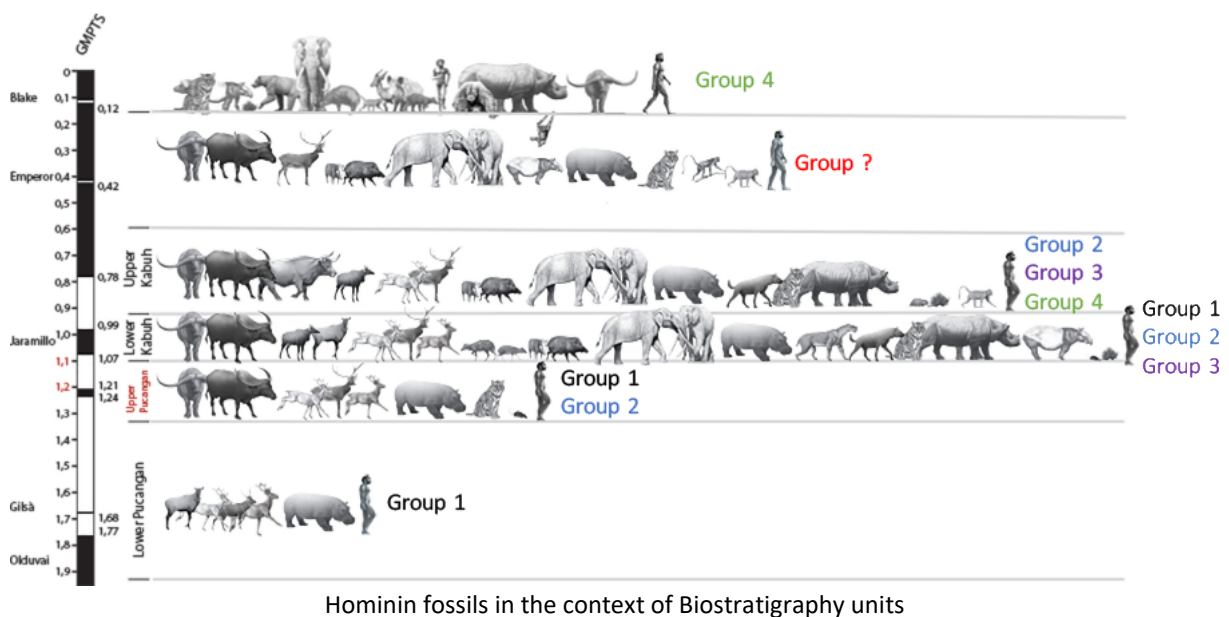 GMPTS
0
0,1
Blake
0,12
Group 4
0,2
0,3
Emperor
0,4
0,42
Group ?
0,5
0,6
0,7
0,78
0,8
0,9
Upper
Kabuh
Group 2
Group 3
Group 4
0,99
1,0
Jaramillo
1,07
1,1
Lower
Kabuh
Group 1
Group 2
Group 3
1,2
1,21
1,24
1,3
Upper
Pucangan
Group 1
Group 2
1,4
1,5
1,6
Gilsà
1,68
1,7
1,77
1,8
Olduvai
1,9
Lower Pucangan
Group 1
Hominin fossils in the context of Biostratigraphy units